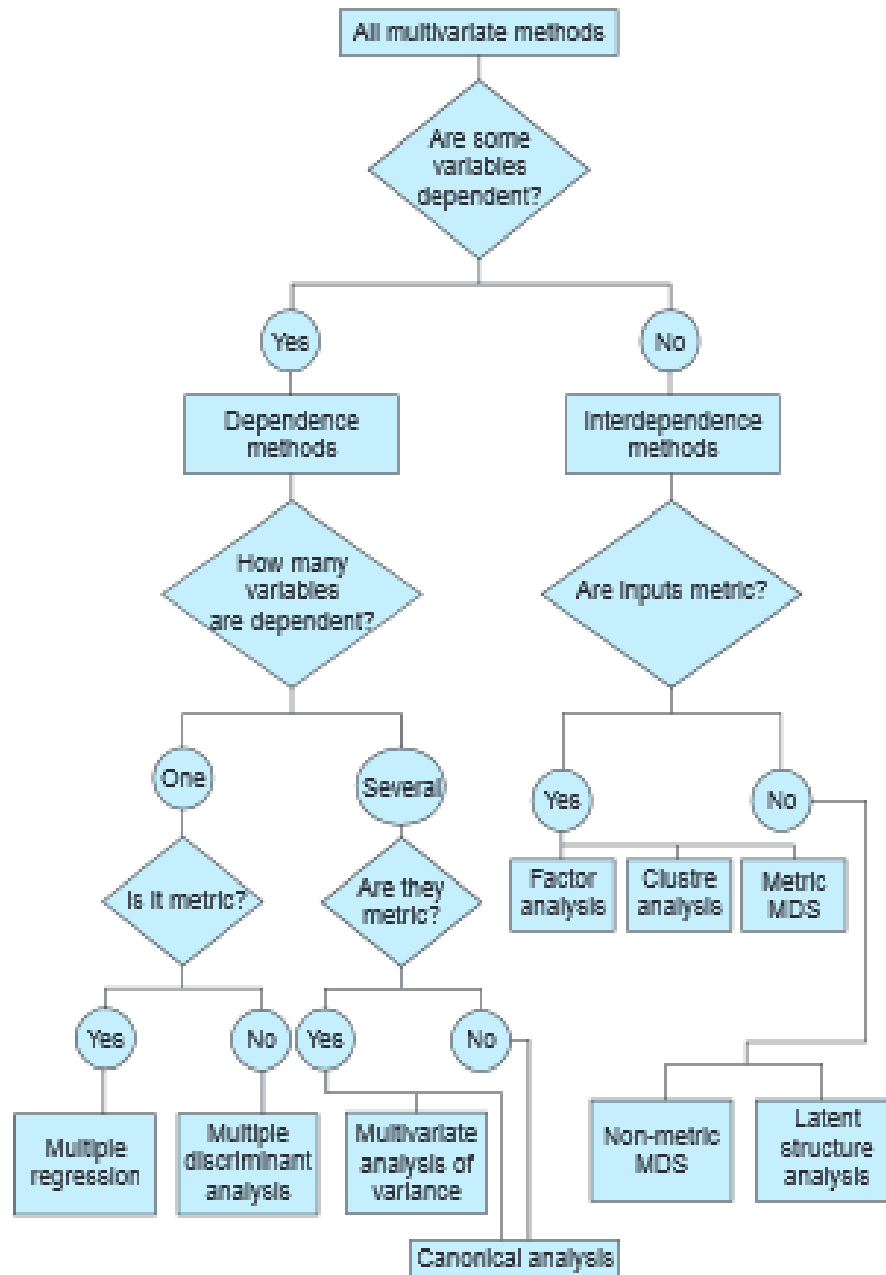 All multivariate methods
Are some
variables
dependent?
Yes
No
Dependence
methods
Interdependence
methods
How many
variables
are dependent?
Are inputs metric?
One
Several
Yes
No
Is it metric?
Are they
metric?
Factor
analysis
Clustre
analysis
Metric
MDS
Yes
No
Yes
No
Multiple
regression
Multiple
discriminant
analysis
Multivariate
analysis of
variance
Non-metric
MDS
Latent
structure
analysis
Canonical analysis